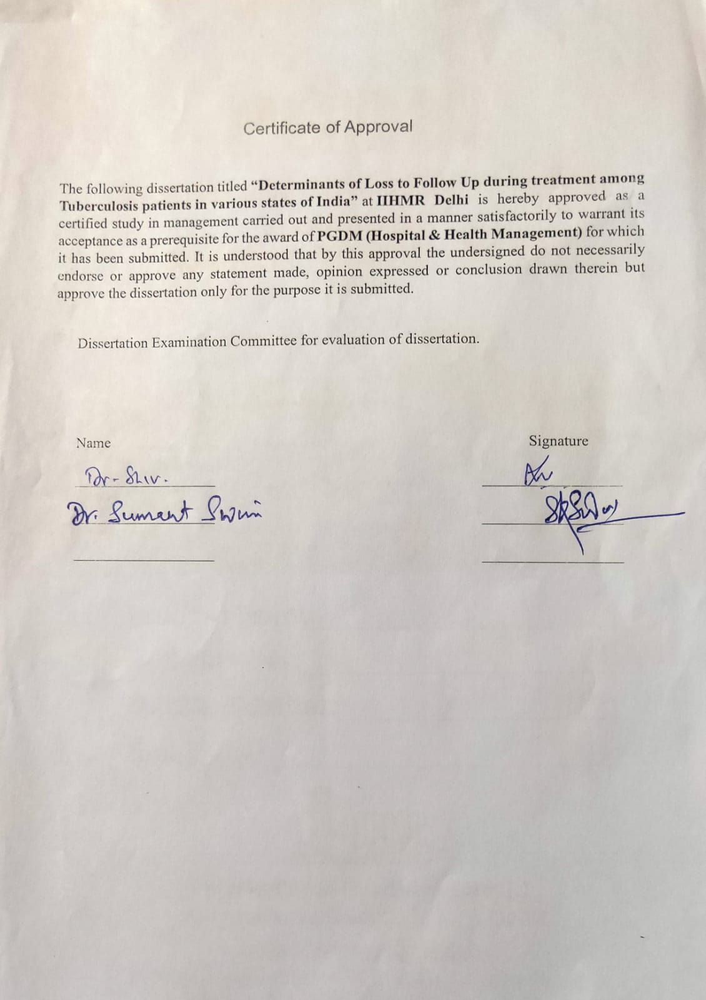 Certificate of Approval
The following dissertation titled “Determinants of Loss to Follow Up during treatment among
Tuberculosis patients in various states of India” at IIHMR Delhi is hereby approved as a
certified study in management carried out and presented in a manner satisfactorily to warrant its
acceptance as a prerequisite for the award of PGDM (Hospital & Health Management) for which
it has been submitted. It is understood that by this approval the undersigned do not necessarily
endorse or approve any statement made, opinion expressed or conclusion drawn therein but
approve the dissertation only for the purpose it is submitted.
Dissertation Examination Committee for evaluation of dissertation.
Name Signature
Dr- Shiv.
Dr. Sumant